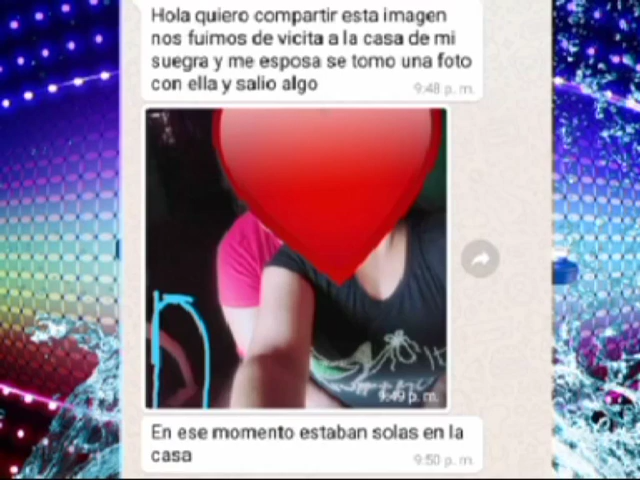 Hola quiero compartir esta imagen
nos fuimos de vicita a la casa de mi
suegra y me esposa se tomo una foto
con ella y salio algo
9:48 p. m.
9:49 p. m.
En ese momento estaban solas en la
casa
9:50 p. m.